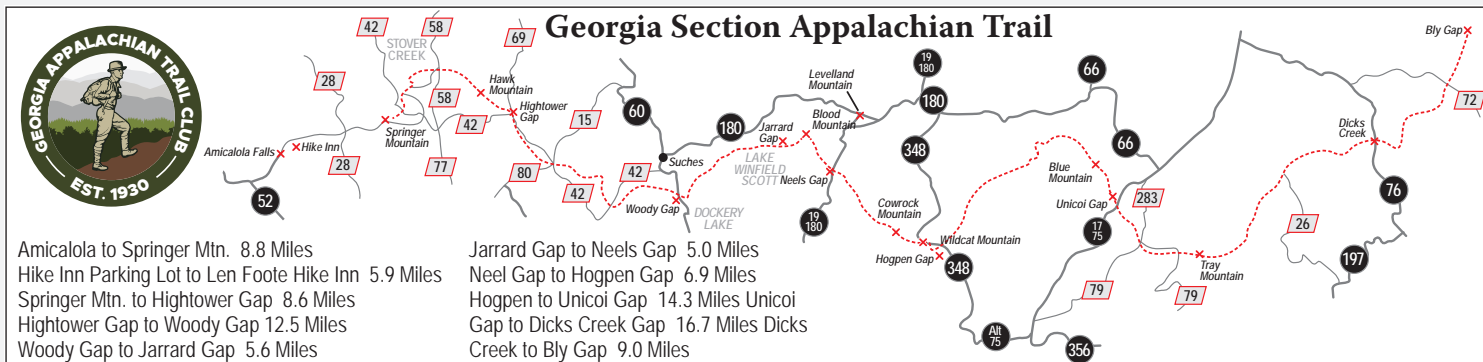 Georgia Section Appalachian Trail
GEORGIA APPALACHIAN TRAIL CLUB
EST. 1930
42
58
69
STOVER
CREEK
28
58
Hawk
Mountain
Hightower
Gap
42
15
Springer
Mountain
Hike Inn
Amicalola Falls
28
77
80
52
42
42
60
180
Suches
Woody Gap
DOCKERY
LAKE
LAKE
WINFIELD
SCOTT
Jarrard
Gap
Blood
Mountain
Levelland
Mountain
19
180
180
66
Neels Gap
348
19
180
Cowrock
Mountain
Wildcat Mountain
Hogpen Gap
348
Blue
Mountain
66
Unicoi Gap
17
75
283
79
79
Tray
Mountain
Alt
75
356
26
197
76
Dicks
Creek
72
Bly Gap
Amicalola to Springer Mtn. 8.8 Miles
Hike Inn Parking Lot to Len Foote Hike Inn 5.9 Miles
Springer Mtn. to Hightower Gap 8.6 Miles
Hightower Gap to Woody Gap 12.5 Miles
Woody Gap to Jarrard Gap 5.6 Miles
Jarrard Gap to Neels Gap 5.0 Miles
Neel Gap to Hogpen Gap 6.9 Miles
Hogpen to Unicoi Gap 14.3 Miles Unicoi
Gap to Dicks Creek Gap 16.7 Miles Dicks
Creek to Bly Gap 9.0 Miles